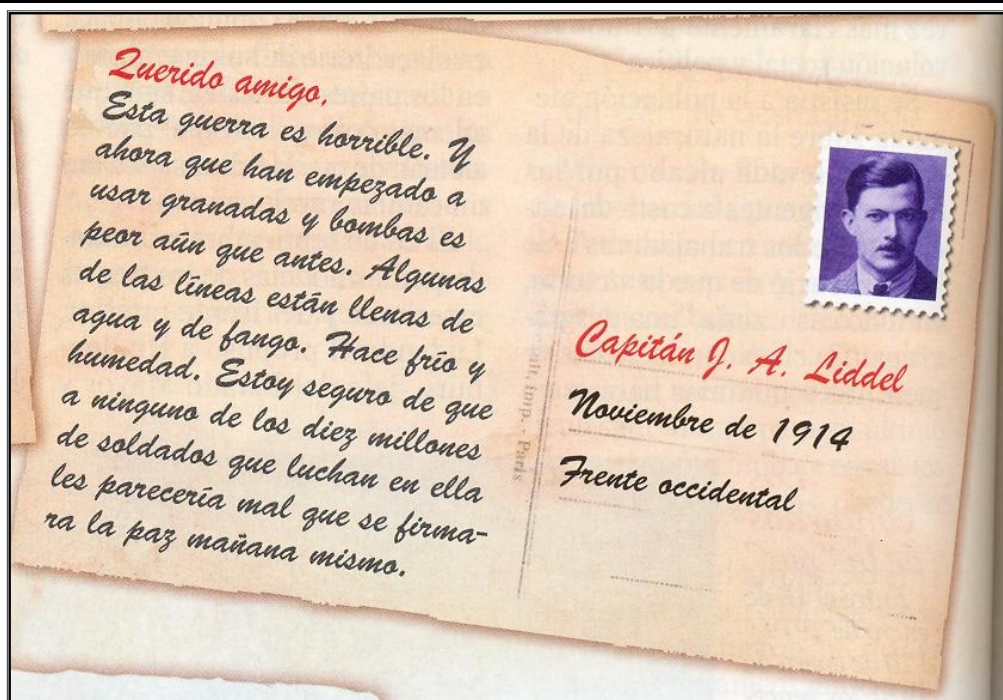 Querido amigo,
Esta guerra es horrible. Y
ahora que han empezado a
usar granadas y bombas es
peor aún que antes. Algunas
de las líneas están llenas de
agua y de fango. Hace frío y
humedad. Estoy seguro de que
a ninguno de los diez millones
de soldados que luchan en ella
les parecería mal que se firma-
ra la paz mañana mismo.
imp. - Paris
Capitán J. A. Liddel
Noviembre de 1914
Frente occidental